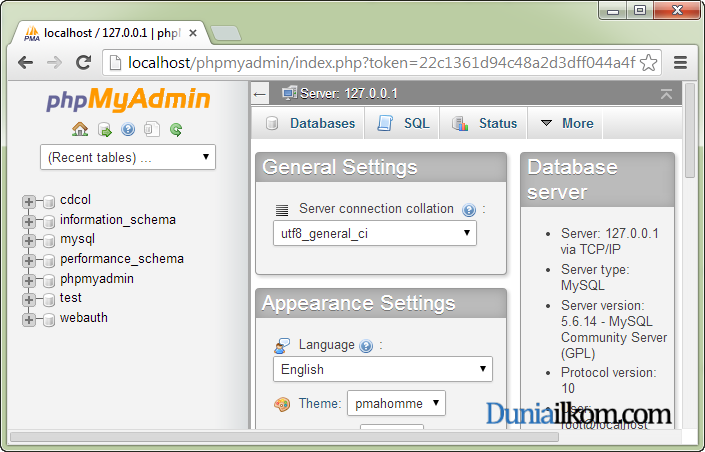 localhost / 127.0.0.1 | phpl
localhost/phpmyadmin/index.php?token=22c1361d94c48a2d3dff044a4f
phpMyAdmin
(Recent tables) ...
cdcol
information_schema
mysql
performance_schema
phpmyadmin
test
webauth
Server: 127.0.0.1
Databases
SQL
Status
More
General Settings
Server connection collation :
utf8_general_ci
Appearance Settings
Language :
English
Theme: pmahomme
Database
server
Server: 127.0.0.1
via TCP/IP
Server type:
MySQL
Server version:
5.6.14 - MySQL
Community Server
(GPL)
Protocol version:
10
User:
root@localhost
Duniailkom.com